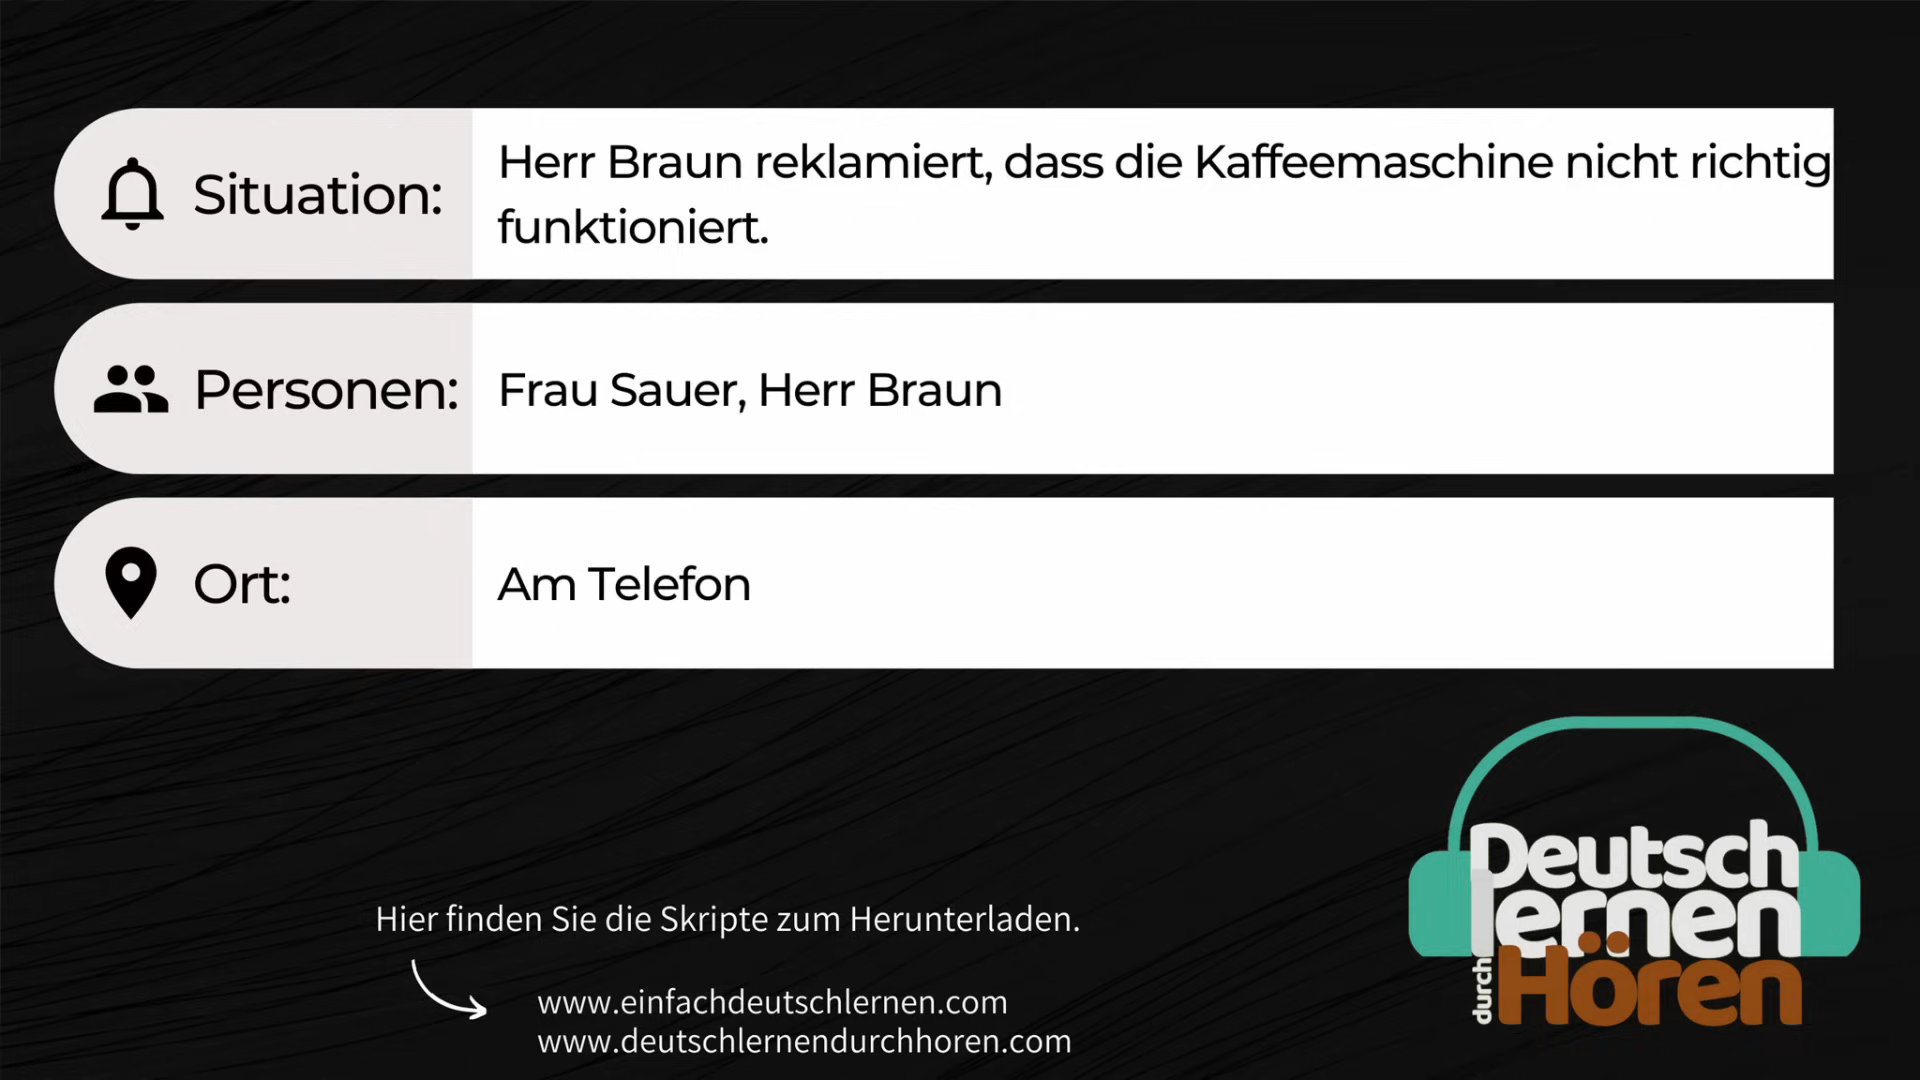 Situation:
Herr Braun reklamiert, dass die Kaffeemaschine nicht richtig
funktioniert.
Personen:
Frau Sauer, Herr Braun
Ort:
Am Telefon
Hier finden Sie die Skripte zum Herunterladen.
www.einfachdeutschlernen.com
www.deutschlernendurchhoren.com
Deutsch
lernen
durch
Hören